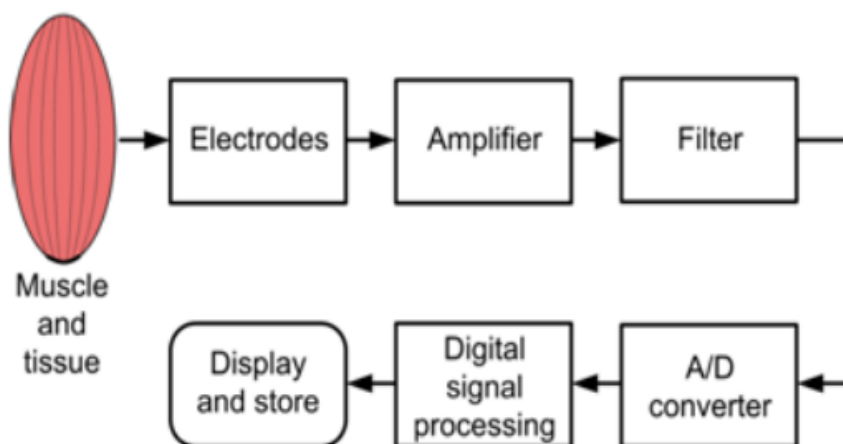 Electrodes
Amplifier
Filter
Muscle
and
tissue
Display
and store
Digital
signal
processing
A/D
converter